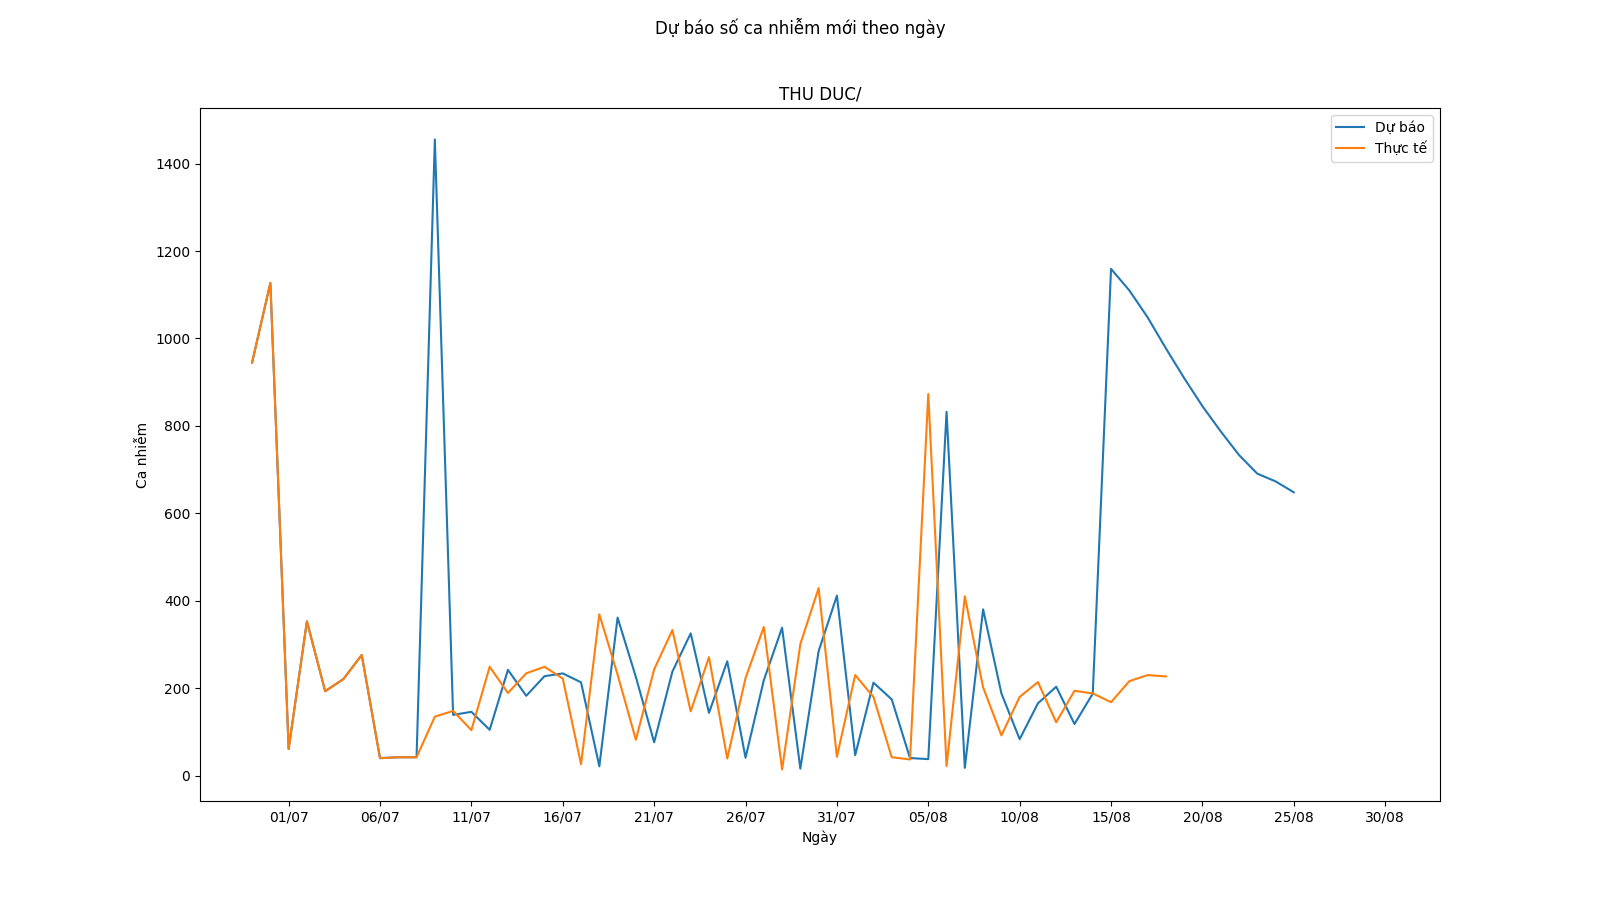 Dự báo số ca nhiễm mới theo ngày
THU DUC/
Dự báo
Thực tế
Ca nhiễm
1400
1200
1000
800
600
400
200
0
01/07 06/07 11/07 16/07 21/07 26/07 31/07 05/08 10/08 15/08 20/08 25/08 30/08
Ngày